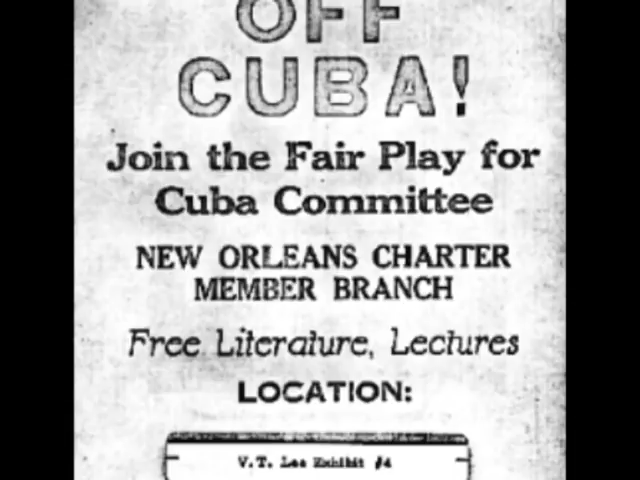 OFF
CUBA!
Join the Fair Play for
Cuba Committee
NEW ORLEANS CHARTER
MEMBER BRANCH
Free Literature, Lectures
LOCATION:
V.T. Lee Exhibit #4